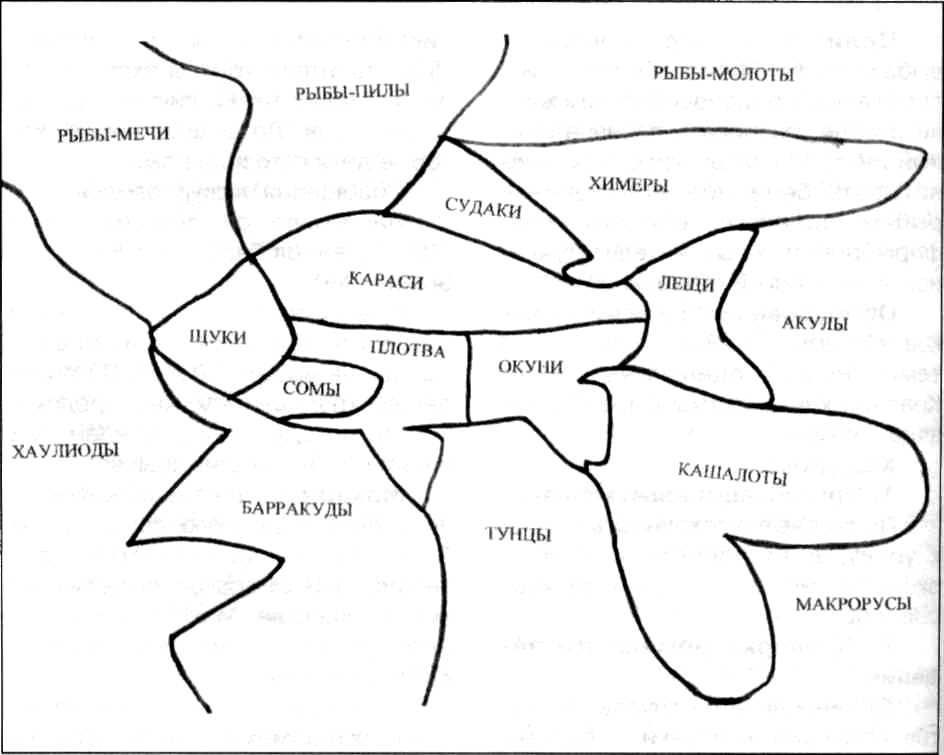 РЫБЫ-МОЛОТЫ
РЫБЫ-ПИЛЫ
РЫБЫ-МЕЧИ
ХИМЕРЫ
СУДАКИ
КАРАСИ
ЛЕЩИ
АКУЛЫ
ЩУКИ
ПЛОТВА
ОКУНИ
СОМЫ
ХАУЛИОДЫ
КАШАЛОТЫ
БАРРАКУДЫ
ТУНЦЫ
МАКРОРУСЫ